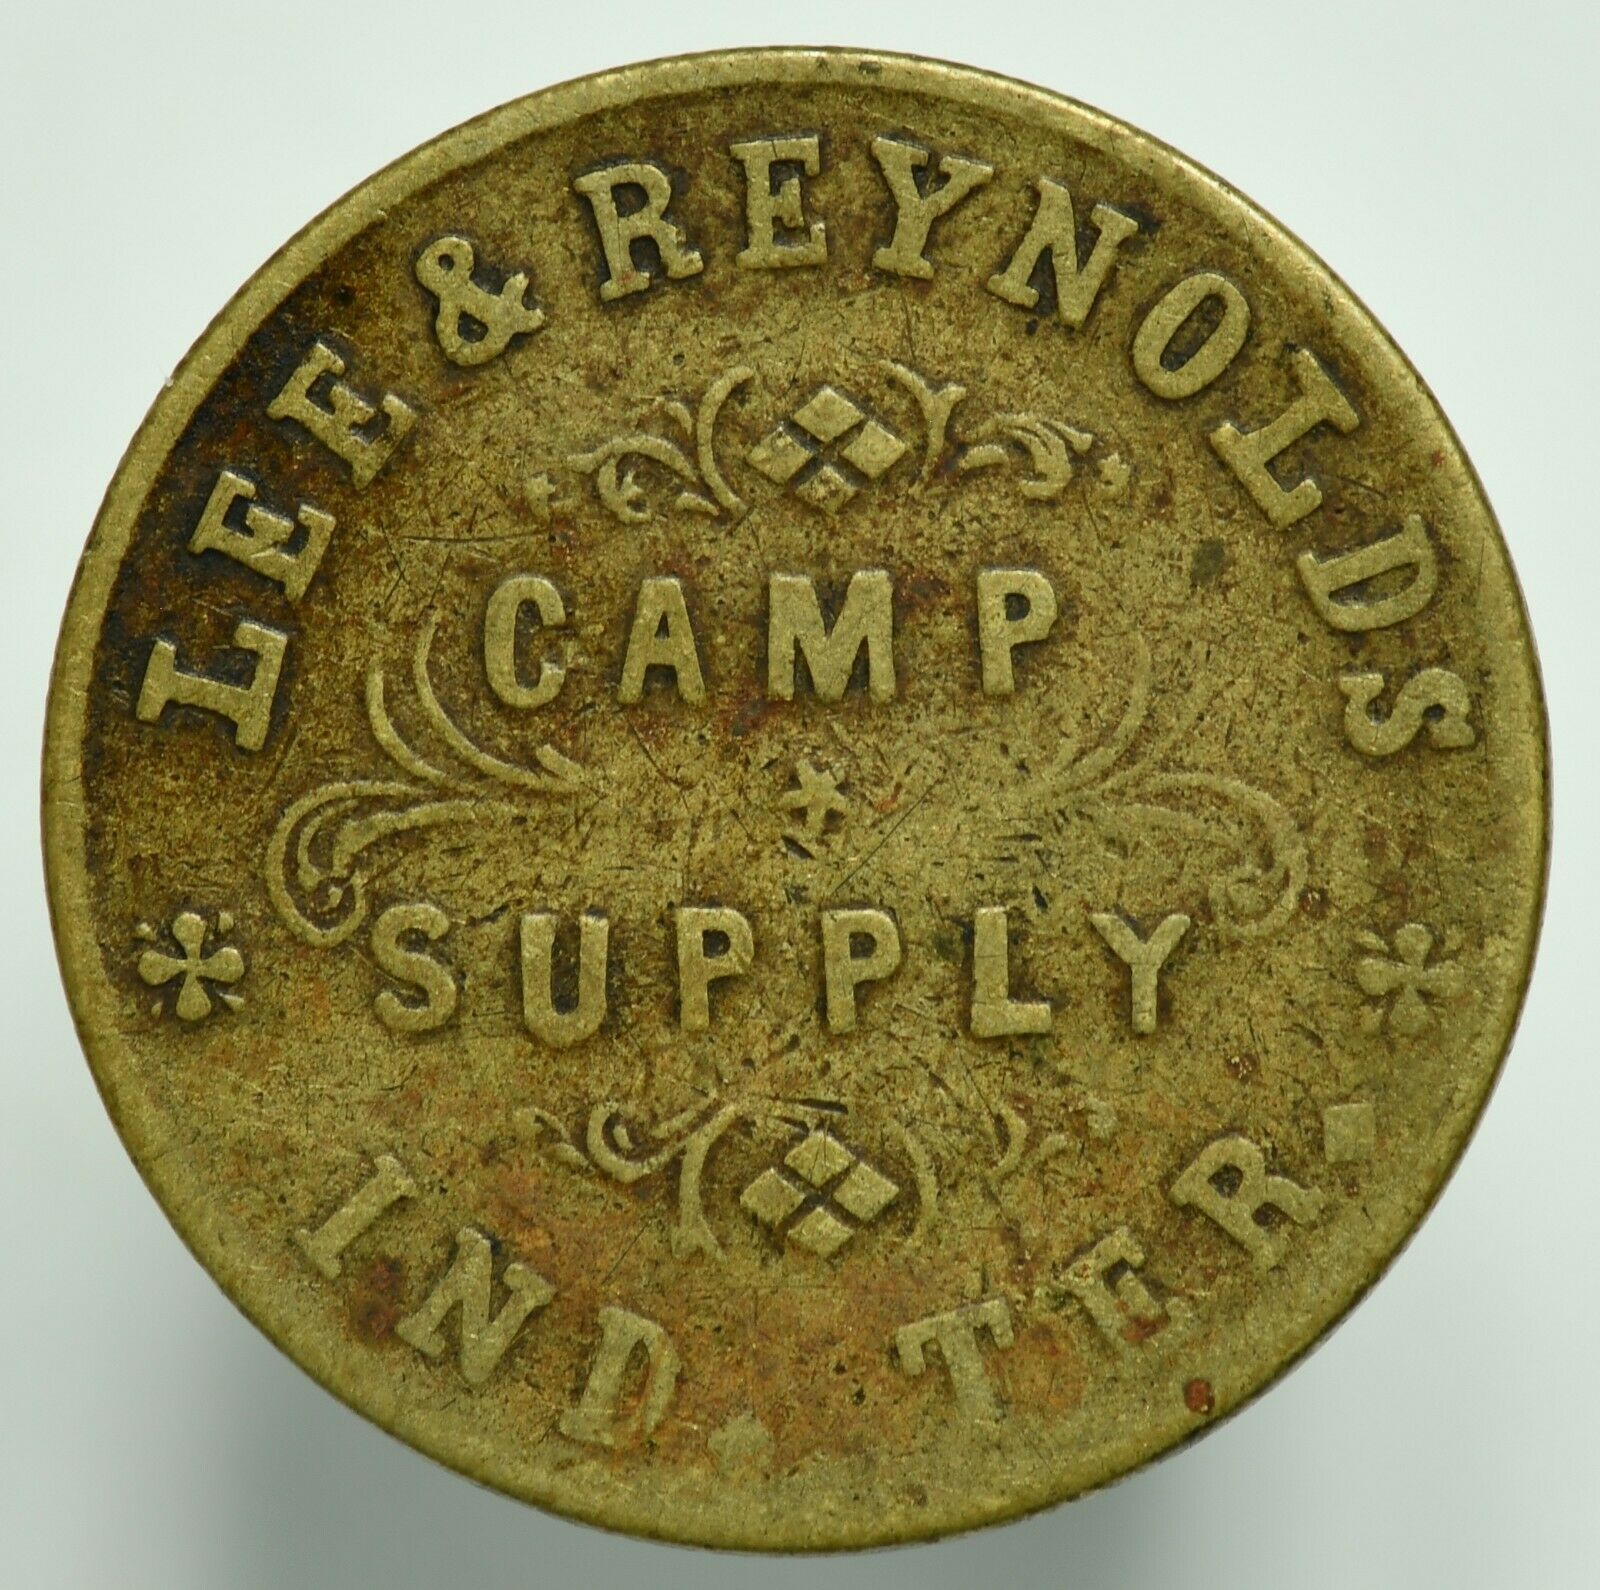 LEE & REYNOLDS
CAMP
SUPPLY
IND. TER.